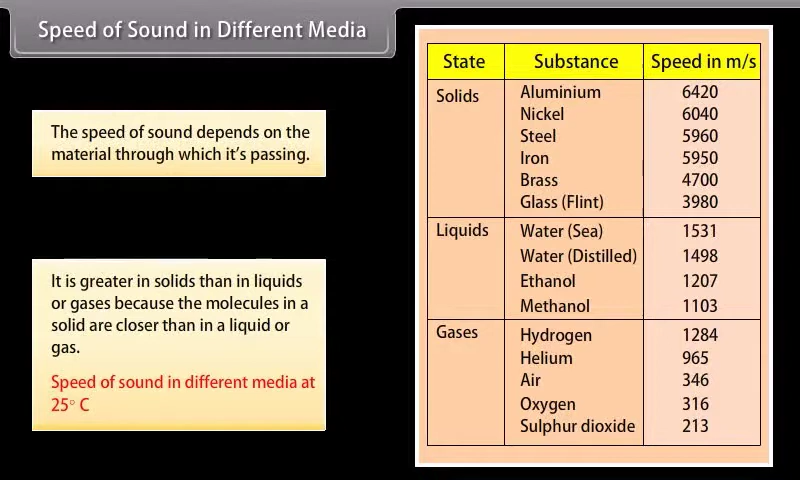 Speed of Sound in Different Media
The speed of sound depends on the
material through which it's passing.
It is greater in solids than in liquids
or gases because the molecules in a
solid are closer than in a liquid or
gas.
Speed of sound in different media at
25° C
State Substance Speed in m/s
Solids Aluminium 6420
Nickel 6040
Steel 5960
Iron 5950
Brass 4700
Glass (Flint) 3980
Liquids Water (Sea) 1531
Water (Distilled) 1498
Ethanol 1207
Methanol 1103
Gases Hydrogen 1284
Helium 965
Air 346
Oxygen 316
Sulphur dioxide 213